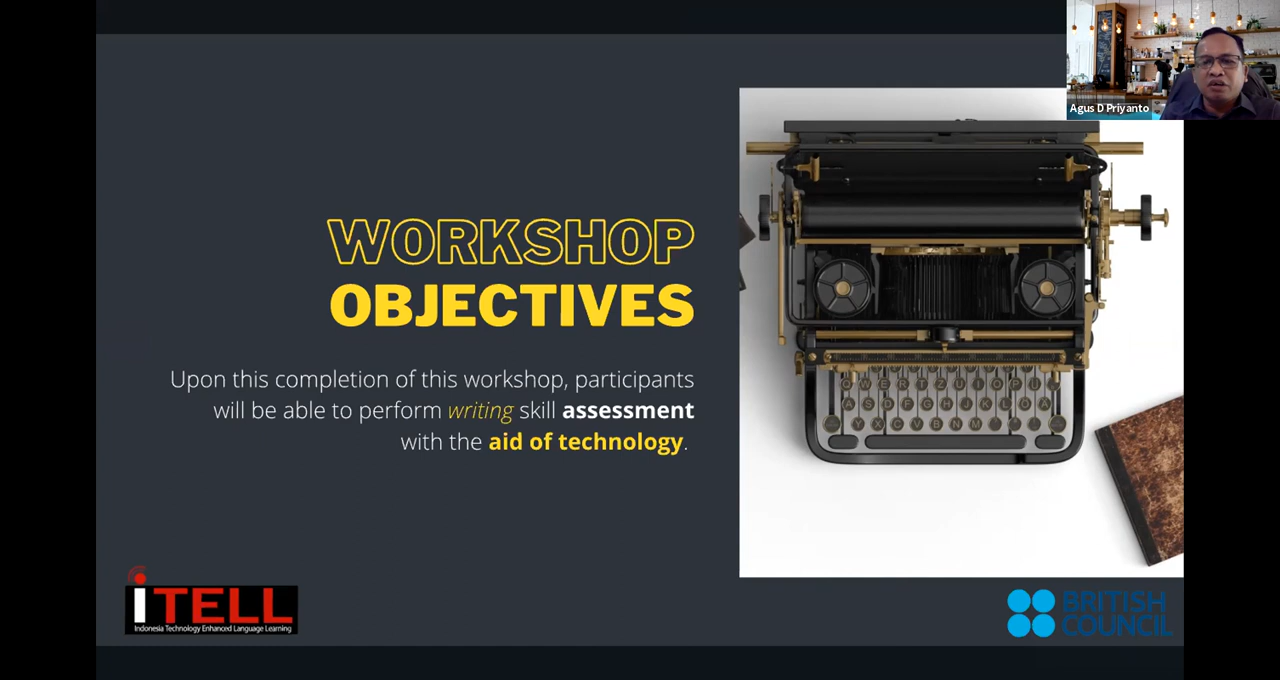 Agus D Priyanto
WORKSHOP
OBJECTIVES
Upon this completion of this workshop, participants
will be able to perform writing skill assessment
with the aid of technology.
Q W E R T Z U I O P Ü
A S D F G H J K L Ö Ä
Y X C V B N M
iTELL
Indonesia Technology Enhanced Language Learning
BRITISH
COUNCIL